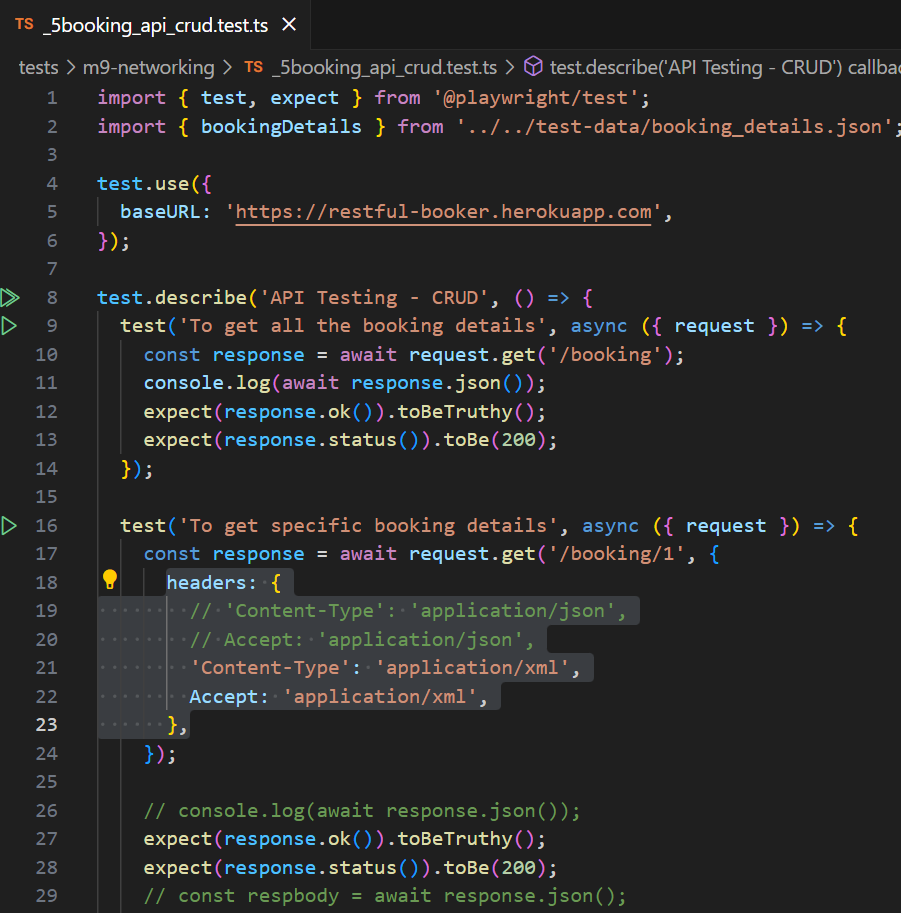 TS _5booking_api_crud.test.ts ×
tests > m9-networking > TS _5booking_api_crud.test.ts > test.describe('API Testing - CRUD') callba
1 import { test, expect } from '@playwright/test';
2 import { bookingDetails } from '../../test-data/booking_details.json';
3
4 test.use({
5 baseURL: 'https://restful-booker.herokuapp.com',
6 });
7
8 test.describe('API Testing - CRUD', () => {
9 test('To get all the booking details', async ({ request }) => {
10 const response = await request.get('/booking');
11 console.log(await response.json());
12 expect(response.ok()).toBeTruthy();
13 expect(response.status()).toBe(200);
14 });
15
16 test('To get specific booking details', async ({ request }) => {
17 const response = await request.get('/booking/1', {
18 headers: {
19 // 'Content-Type': 'application/json',
20 // Accept: 'application/json',
21 'Content-Type': 'application/xml',
22 Accept: 'application/xml',
23 },
24 });
25
26 // console.log(await response.json());
27 expect(response.ok()).toBeTruthy();
28 expect(response.status()).toBe(200);
29 // const respbody = await response.json();